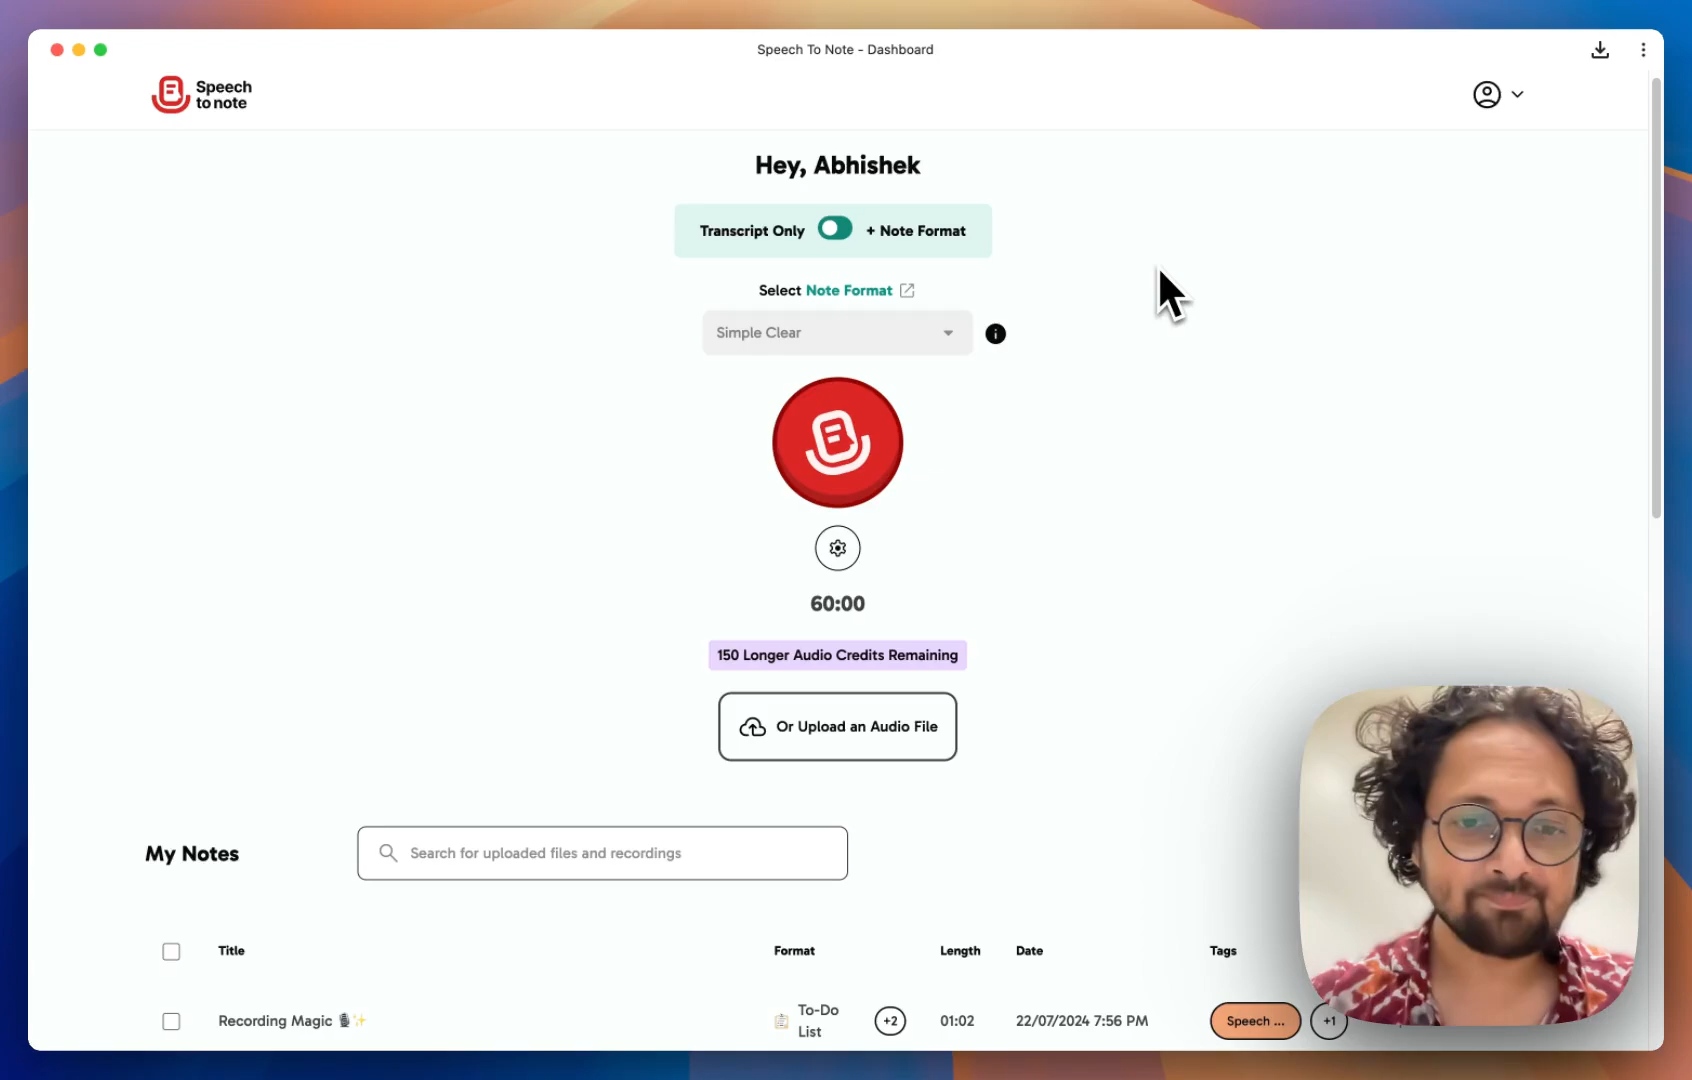 Speech To Note - Dashboard
Speech
to note
Hey, Abhishek
Transcript Only + Note Format
Select Note Format
Simple Clear
60:00
150 Longer Audio Credits Remaining
Or Upload an Audio File
My Notes
Search for uploaded files and recordings
Title Format Length Date Tags
Recording Magic 🎙️✨ To-Do List +2 01:02 22/07/2024 7:56 PM Speech ... +1